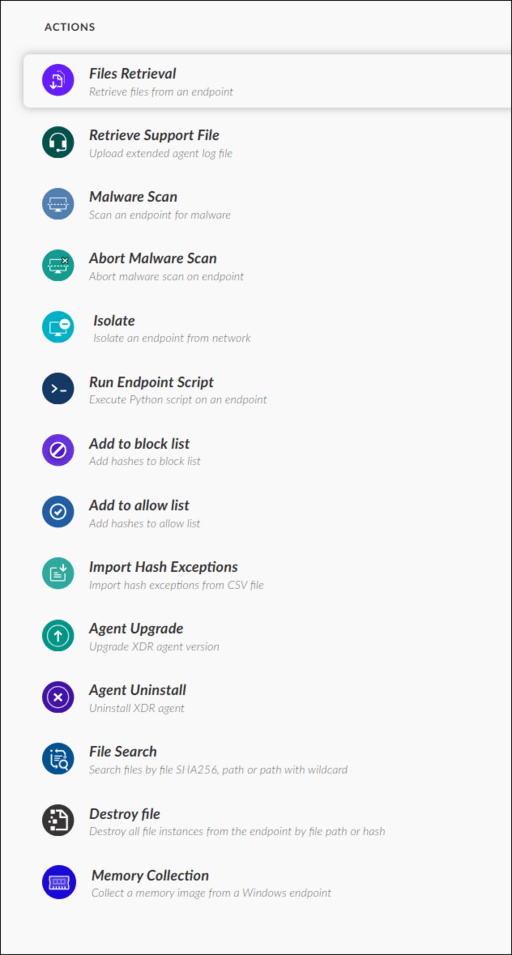 ACTIONS
Files Retrieval
Retrieve files from an endpoint
Retrieve Support File
Upload extended agent log file
Malware Scan
Scan an endpoint for malware
Abort Malware Scan
Abort malware scan on endpoint
Isolate
Isolate an endpoint from network
Run Endpoint Script
Execute Python script on an endpoint
Add to block list
Add hashes to block list
Add to allow list
Add hashes to allow list
Import Hash Exceptions
Import hash exceptions from CSV file
Agent Upgrade
Upgrade XDR agent version
Agent Uninstall
Uninstall XDR agent
File Search
Search files by file SHA256, path or path with wildcard
Destroy file
Destroy all file instances from the endpoint by file path or hash
Memory Collection
Collect a memory image from a Windows endpoint